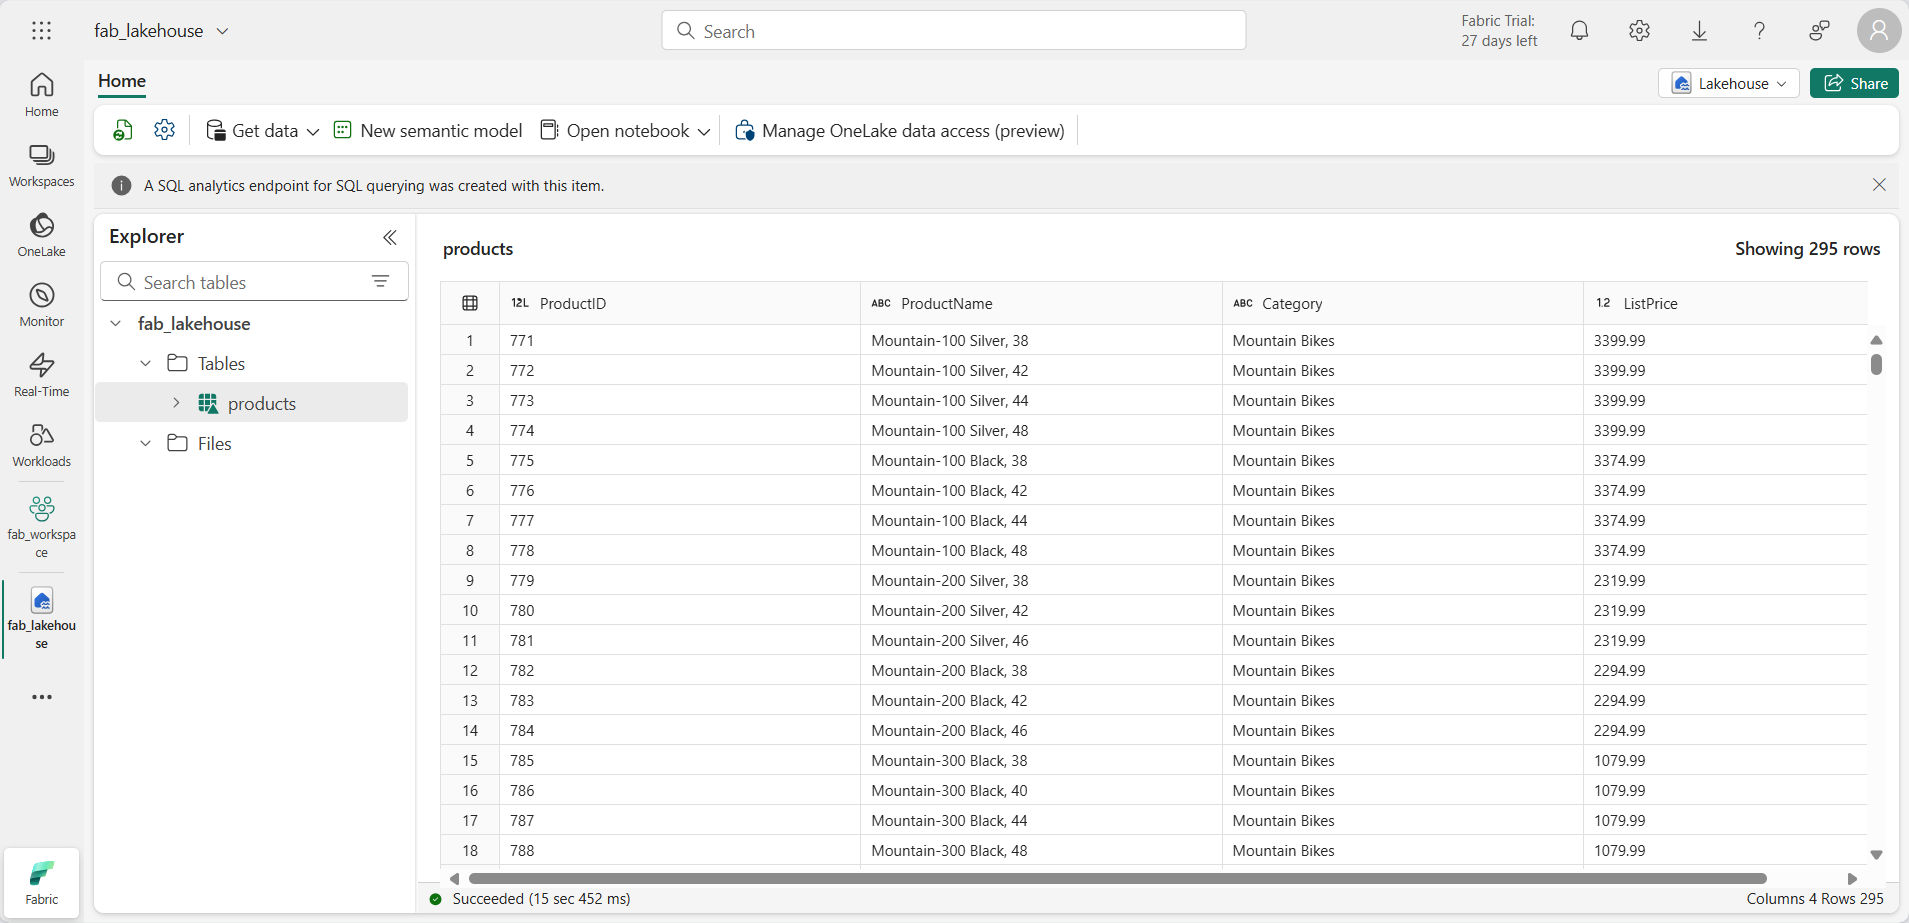 fab_lakehouse
Search
Fabric Trial:
27 days left
Home
Lakehouse
Share
Get data
New semantic model
Open notebook
Manage OneLake data access (preview)
A SQL analytics endpoint for SQL querying was created with this item.
Home
Workspaces
OneLake
Monitor
Real-Time
Workloads
fab_workspa
ce
fab_lakehou
se
Fabric
Explorer
Search tables
fab_lakehouse
Tables
products
Files
products
Showing 295 rows
12L ProductID ABC ProductName ABC Category 1.2 ListPrice
1 771 Mountain-100 Silver, 38 Mountain Bikes 3399.99
2 772 Mountain-100 Silver, 42 Mountain Bikes 3399.99
3 773 Mountain-100 Silver, 44 Mountain Bikes 3399.99
4 774 Mountain-100 Silver, 48 Mountain Bikes 3399.99
5 775 Mountain-100 Black, 38 Mountain Bikes 3374.99
6 776 Mountain-100 Black, 42 Mountain Bikes 3374.99
7 777 Mountain-100 Black, 44 Mountain Bikes 3374.99
8 778 Mountain-100 Black, 48 Mountain Bikes 3374.99
9 779 Mountain-200 Silver, 38 Mountain Bikes 2319.99
10 780 Mountain-200 Silver, 42 Mountain Bikes 2319.99
11 781 Mountain-200 Silver, 46 Mountain Bikes 2319.99
12 782 Mountain-200 Black, 38 Mountain Bikes 2294.99
13 783 Mountain-200 Black, 42 Mountain Bikes 2294.99
14 784 Mountain-200 Black, 46 Mountain Bikes 2294.99
15 785 Mountain-300 Black, 38 Mountain Bikes 1079.99
16 786 Mountain-300 Black, 40 Mountain Bikes 1079.99
17 787 Mountain-300 Black, 44 Mountain Bikes 1079.99
18 788 Mountain-300 Black, 48 Mountain Bikes 1079.99
Succeeded (15 sec 452 ms)
Columns 4 Rows 295